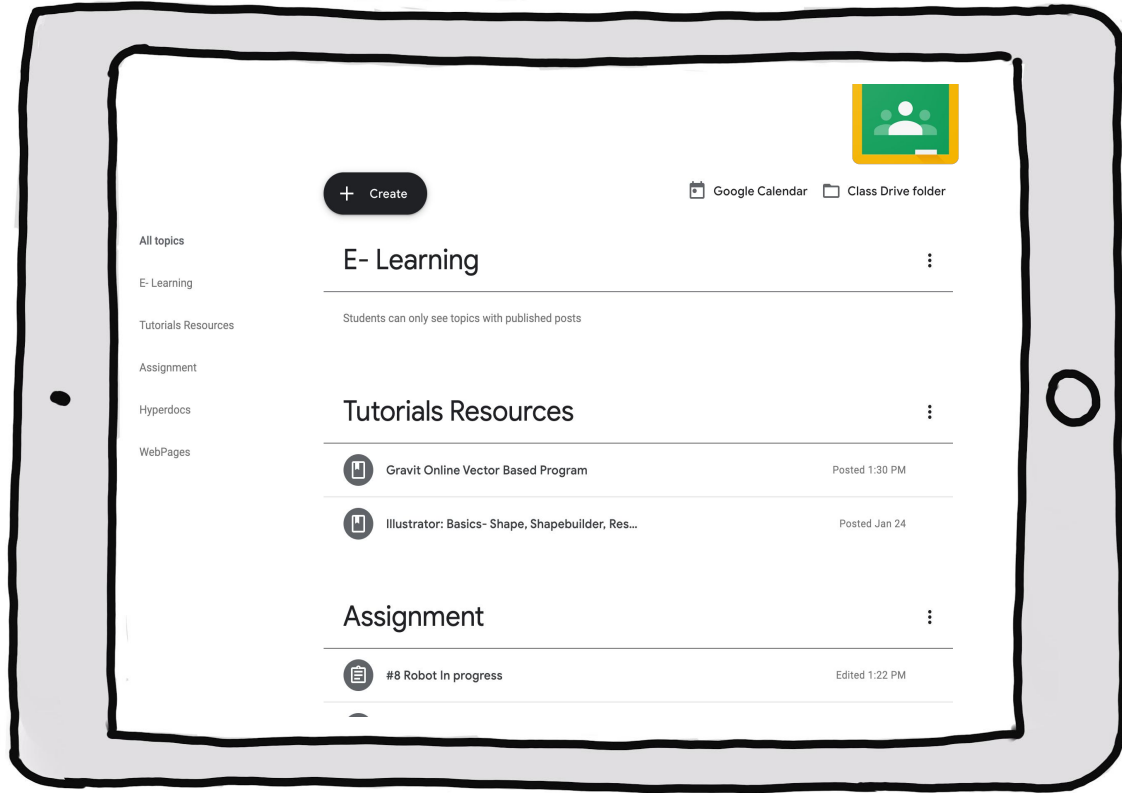 + Create
Google Calendar
Class Drive folder
All topics
E- Learning
Tutorials Resources
Assignment
Hyperdocs
WebPages
E- Learning
Students can only see topics with published posts
Tutorials Resources
Gravit Online Vector Based Program
Posted 1:30 PM
Illustrator: Basics- Shape, Shapebuilder, Res...
Posted Jan 24
Assignment
#8 Robot In progress
Edited 1:22 PM